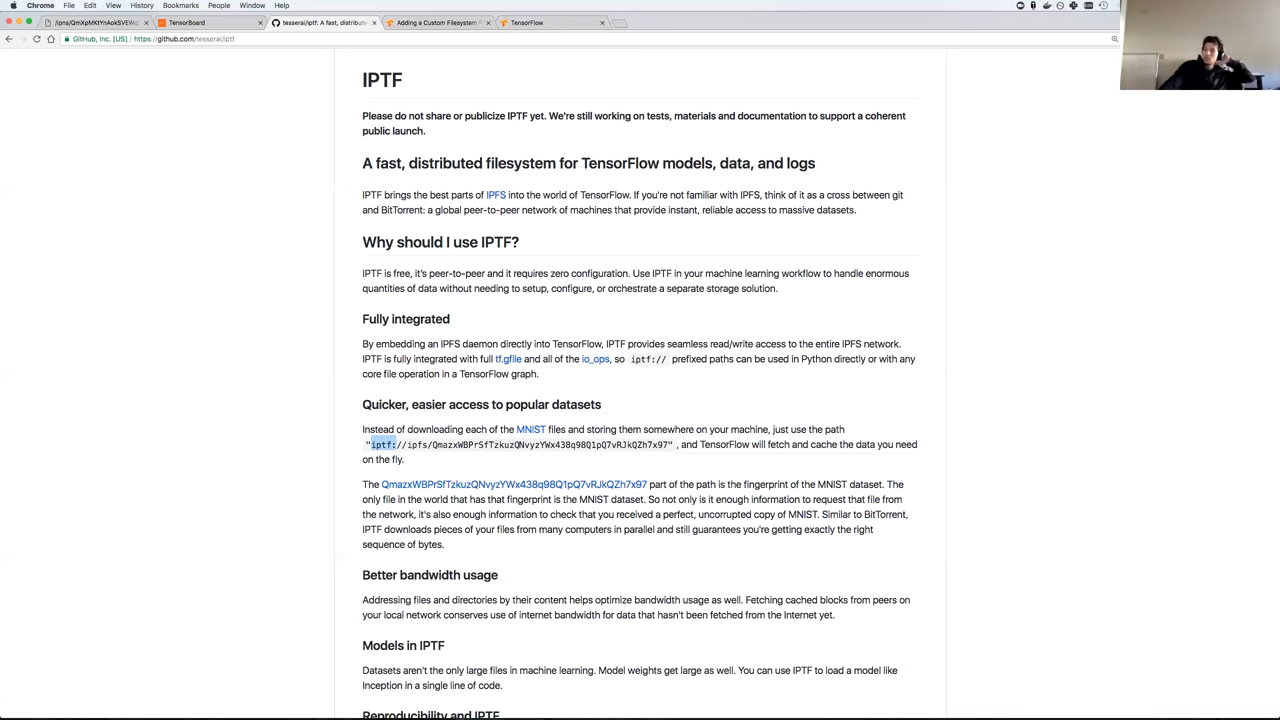 Chrome File Edit View History Bookmarks People Window Help
TensorBoard
tesserai/iptf: A fast, distribute
Adding a Custom Filesystem
TensorFlow
GitHub, Inc. [US] https://github.com/tesserai/iptf
IPTF
Please do not share or publicize IPTF yet. We're still working on tests, materials and documentation to support a coherent
public launch.
A fast, distributed filesystem for TensorFlow models, data, and logs
IPTF brings the best parts of IPFS into the world of TensorFlow. If you're not familiar with IPFS, think of it as a cross between git
and BitTorrent: a global peer-to-peer network of machines that provide instant, reliable access to massive datasets.
Why should I use IPTF?
IPTF is free, it's peer-to-peer and it requires zero configuration. Use IPTF in your machine learning workflow to handle enormous
quantities of data without needing to setup, configure, or orchestrate a separate storage solution.
Fully integrated
By embedding an IPFS daemon directly into TensorFlow, IPTF provides seamless read/write access to the entire IPFS network.
IPTF is fully integrated with full tf.gfile and all of the io_ops, so iptf:// prefixed paths can be used in Python directly or with any
core file operation in a TensorFlow graph.
Quicker, easier access to popular datasets
Instead of downloading each of the MNIST files and storing them somewhere on your machine, just use the path
"iptf://ipfs/QmazxWBPrSfTzkuzQNvyzYWx438q98Q1pQ7vRJkQZh7x97" , and TensorFlow will fetch and cache the data you need
on the fly.
The QmazxWBPrSfTzkuzQNvyzYWx438q98Q1pQ7vRJkQZh7x97 part of the path is the fingerprint of the MNIST dataset. The
only file in the world that has that fingerprint is the MNIST dataset. So not only is it enough information to request that file from
the network, it's also enough information to check that you received a perfect, uncorrupted copy of MNIST. Similar to BitTorrent,
IPTF downloads pieces of your files from many computers in parallel and still guarantees you're getting exactly the right
sequence of bytes.
Better bandwidth usage
Addressing files and directories by their content helps optimize bandwidth usage as well. Fetching cached blocks from peers on
your local network conserves use of internet bandwidth for data that hasn't been fetched from the Internet yet.
Models in IPTF
Datasets aren't the only large files in machine learning. Model weights get large as well. You can use IPTF to load a model like
Inception in a single line of code.
Reproducibility and IPTF